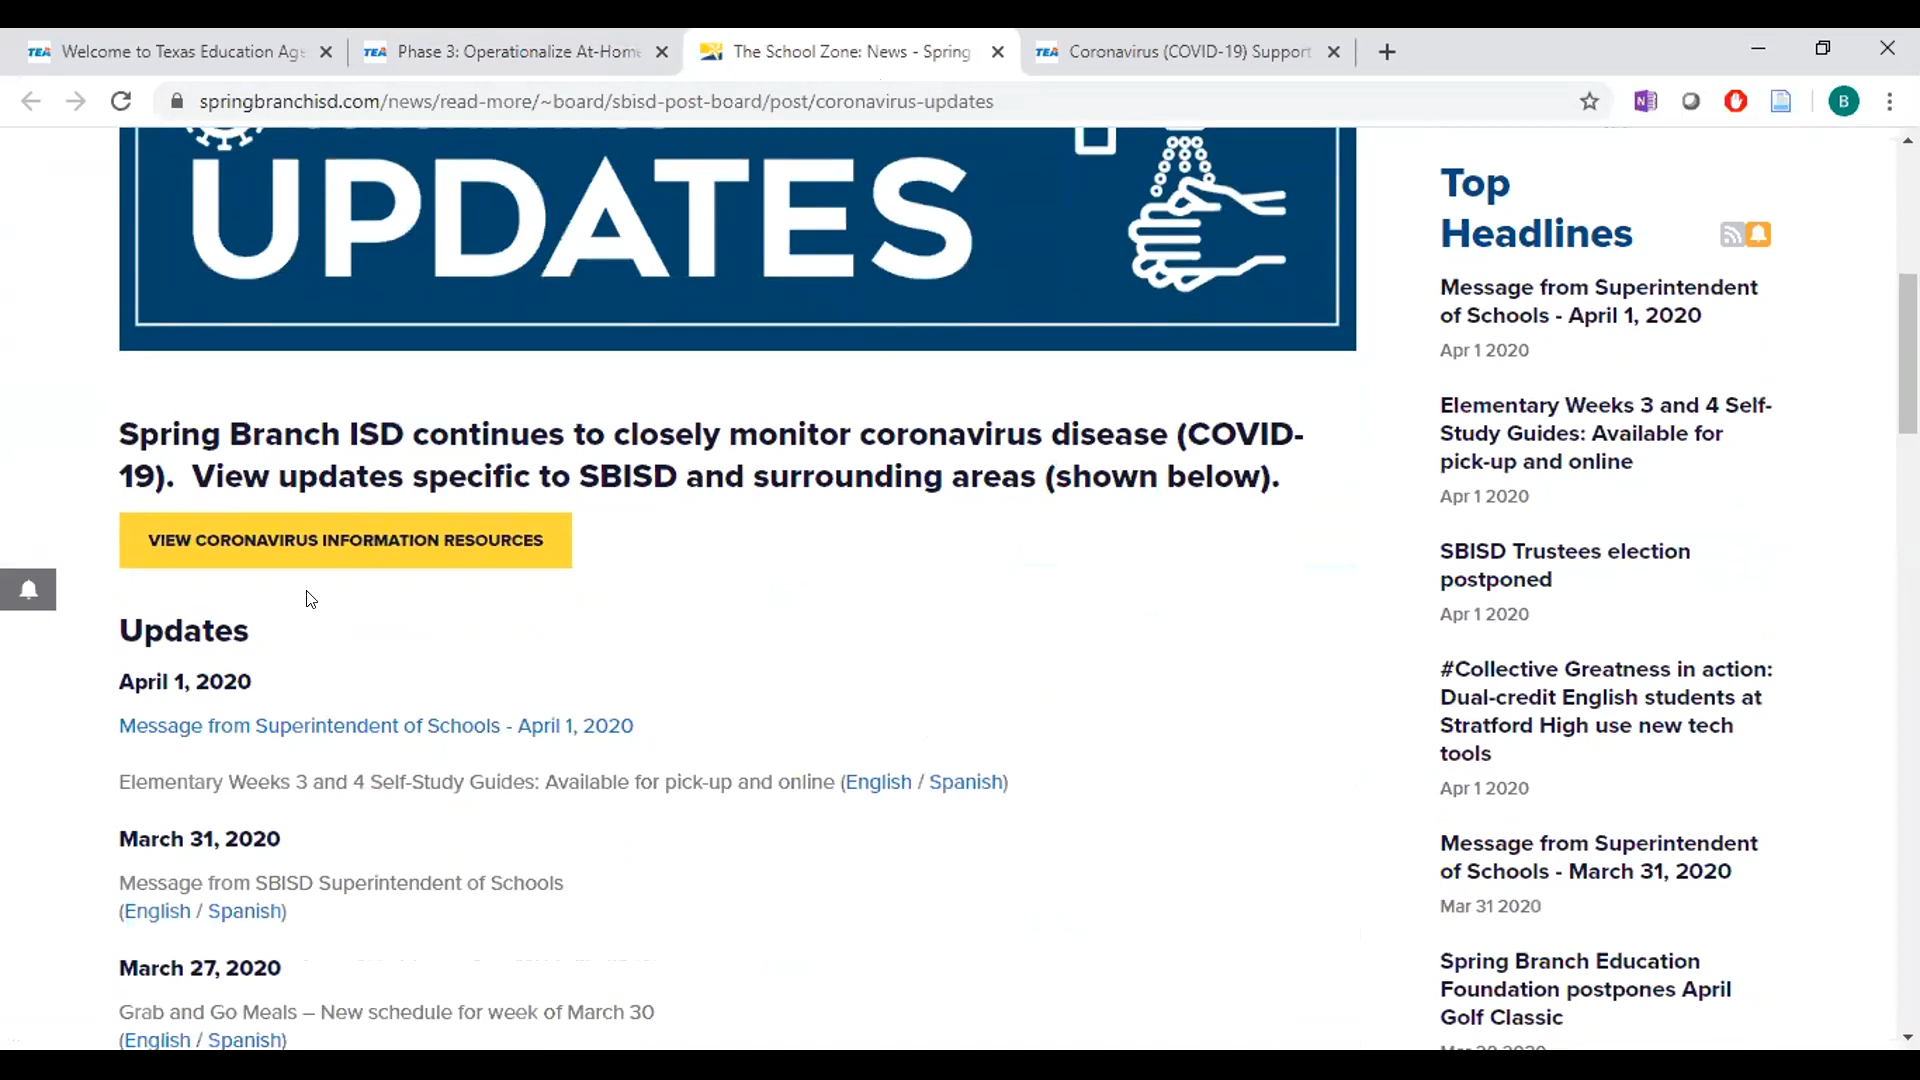 TEA Welcome to Texas Education Age
TEA Phase 3: Operationalize At-Home
The School Zone: News - Spring
TEA Coronavirus (COVID-19) Support
springbranchisd.com/news/read-more/~board/sbisd-post-board/post/coronavirus-updates
B
UPDATES
Spring Branch ISD continues to closely monitor coronavirus disease (COVID-
19). View updates specific to SBISD and surrounding areas (shown below).
VIEW CORONAVIRUS INFORMATION RESOURCES
Updates
April 1, 2020
Message from Superintendent of Schools - April 1, 2020
Elementary Weeks 3 and 4 Self-Study Guides: Available for pick-up and online (English / Spanish)
March 31, 2020
Message from SBISD Superintendent of Schools
(English / Spanish)
March 27, 2020
Grab and Go Meals – New schedule for week of March 30
(English / Spanish)
Top
Headlines
Message from Superintendent
of Schools - April 1, 2020
Apr 1 2020
Elementary Weeks 3 and 4 Self-
Study Guides: Available for
pick-up and online
Apr 1 2020
SBISD Trustees election
postponed
Apr 1 2020
#Collective Greatness in action:
Dual-credit English students at
Stratford High use new tech
tools
Apr 1 2020
Message from Superintendent
of Schools - March 31, 2020
Mar 31 2020
Spring Branch Education
Foundation postpones April
Golf Classic